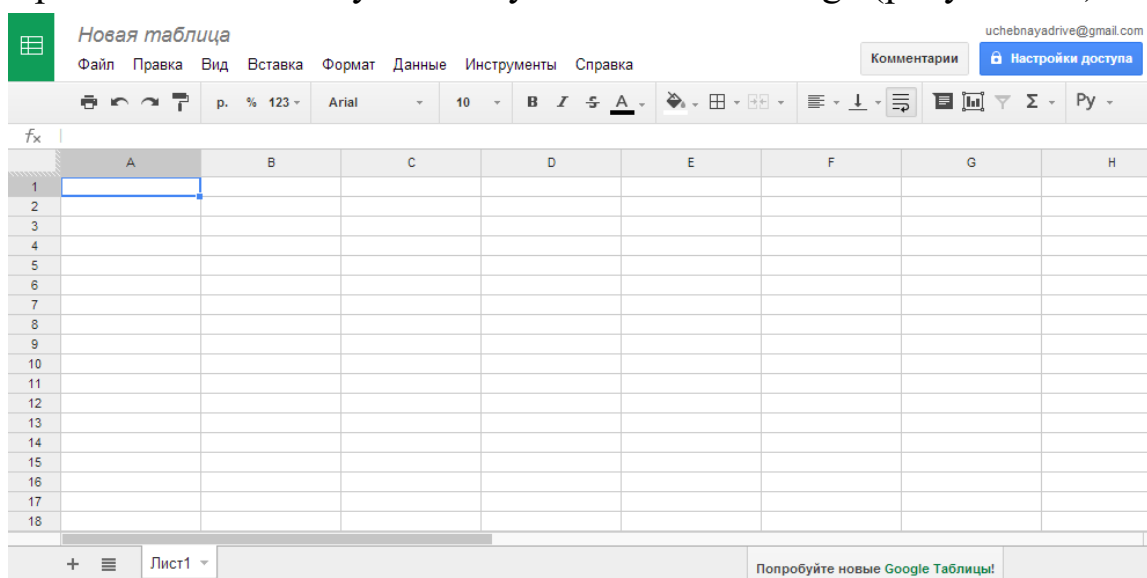 uchebnayadrive@gmail.com
Новая таблица
Файл Правка Вид Вставка Формат Данные Инструменты Справка
Комментарии
Настройки доступа
р. % 123 Arial 10 B I S A Σ Ру
fx
A B C D E F G H
1
2
3
4
5
6
7
8
9
10
11
12
13
14
15
16
17
18
+ Лист1
Попробуйте новые Google Таблицы!